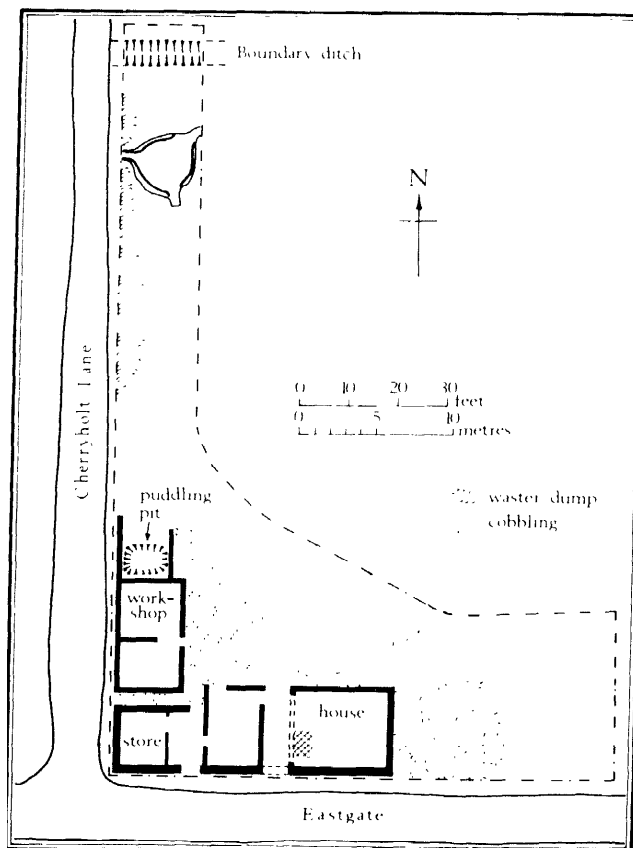 Boundary ditch
N
0 10 20 30
feet
0 5 10
metres
Cherryholt Lane
puddling
pit
waster dump
cobbling
work-
shop
house
store
Eastgate